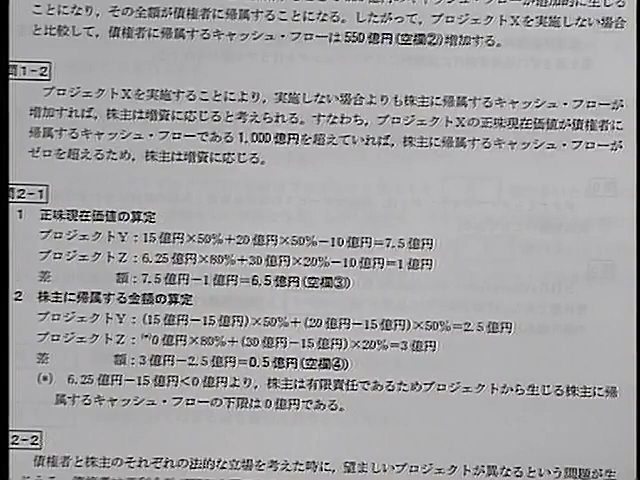 ことになり，その全額が債権者に帰属することになる。したがって，プロジェクトXを実施しない場合
と比較して，債権者に帰属するキャッシュ・フローは550億円(空欄②)増加する。
問1-2
プロジェクトXを実施することにより，実施しない場合よりも株主に帰属するキャッシュ・フローが
増加すれば，株主は増資に応じると考えられる。すなわち，プロジェクトXの正味現在価値が債権者に
帰属するキャッシュ・フローである1,000億円を超えていれば，株主に帰属するキャッシュ・フローが
ゼロを超えるため，株主は増資に応じる。
問2-1
1 正味現在価値の算定
プロジェクトY：15億円×50%＋20億円×50%－10億円＝7.5億円
プロジェクトZ：6.25億円×80%＋30億円×20%－10億円＝1億円
差 額：7.5億円－1億円＝6.5億円(空欄③)
2 株主に帰属する金額の算定
プロジェクトY：(15億円－15億円)×50%＋(20億円－15億円)×50%＝2.5億円
プロジェクトZ：(*)0億円×80%＋(30億円－15億円)×20%＝3億円
差 額：3億円－2.5億円＝0.5億円(空欄④)
(*) 6.25億円－15億円<0億円より，株主は有限責任であるためプロジェクトから生じる株主に帰
属するキャッシュ・フローの下限は0億円である。
2-2
債権者と株主のそれぞれの法的な立場を考えた時に，望ましいプロジェクトが異なるという問題が生